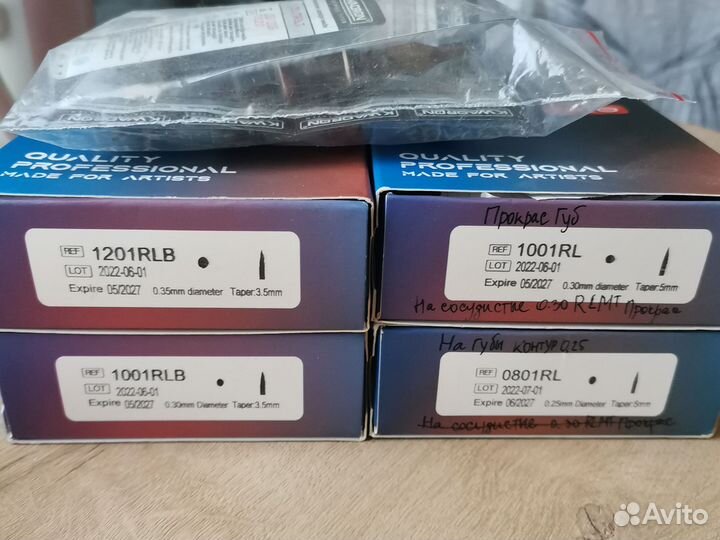 KWADRON
KWADRON
QUALITY
PROFESSIONAL
MADE FOR ARTISTS
REF 1201RLB
LOT 2022-06-01
Expire 05/2027 0.35mm diameter Taper:3.5mm
QUALITY
PROFESSIONAL
MADE FOR ARTISTS
Прокрас Губ
REF 1001RL
LOT 2022-06-01
Expire 05/2027 0.30mm diameter Taper:5mm
На сосудистые 0.30 RLMT Прокрас
REF 1001RLB
LOT 2022-06-01
Expire 05/2027 0.30mm Diameter Taper:3.5mm
На Губы контур 0.25
REF 0801RL
LOT 2022-07-01
Expire 06/2027 0.25mm Diameter Taper:5mm
На сосудистые 0.30 RLMT Прокрас
Avito